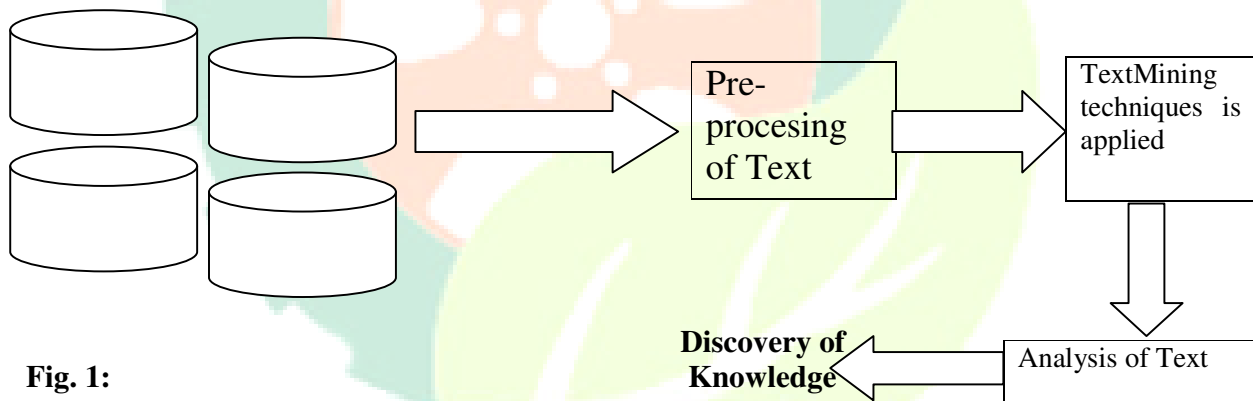 Pre-
procesing
of Text
TextMining
techniques is
applied
Analysis of Text
Discovery of
Knowledge
Fig. 1: